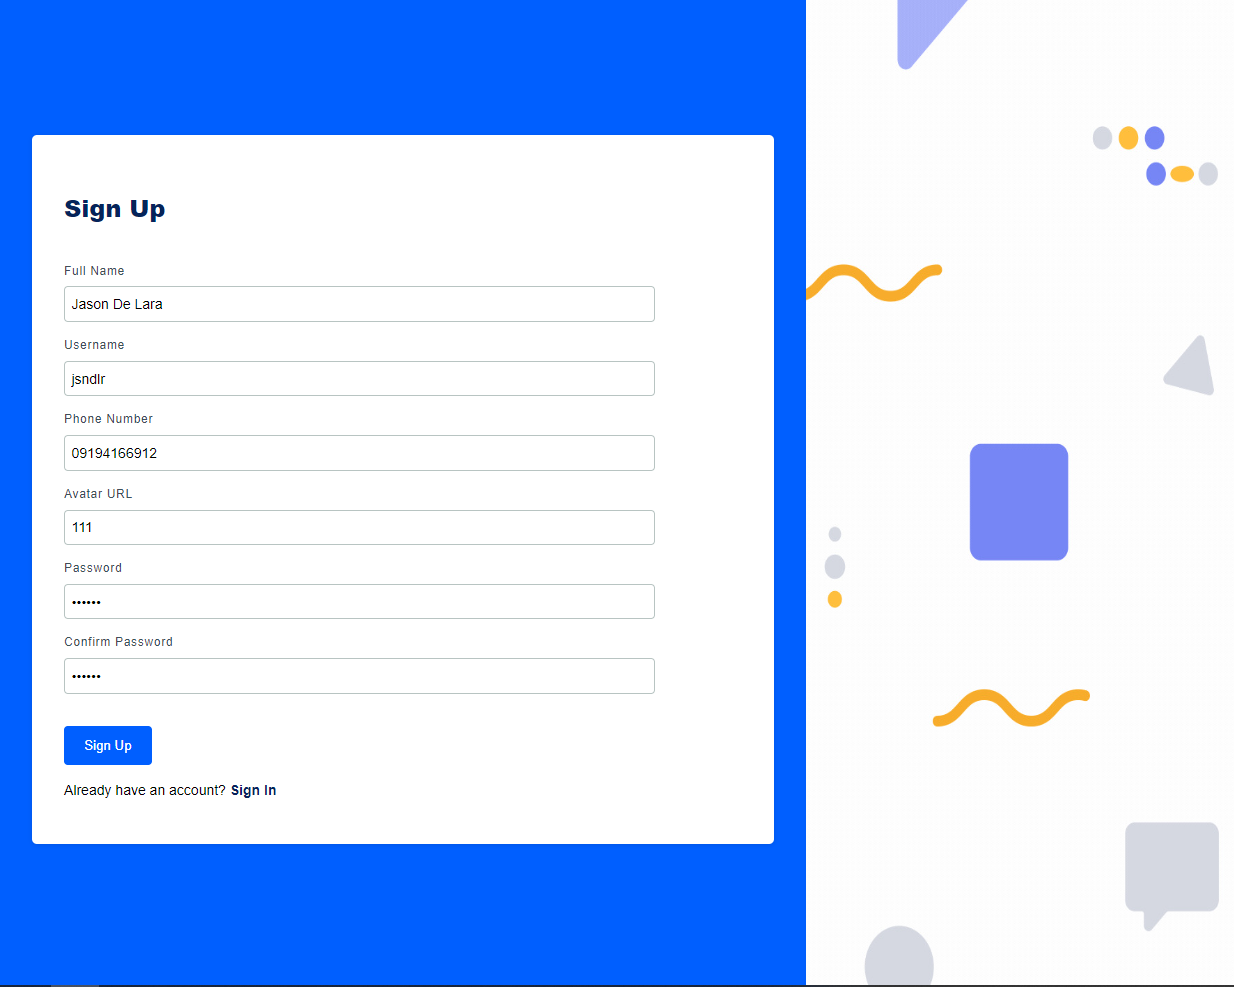 Sign Up
Full Name
Jason De Lara
Username
jsndlr
Phone Number
09194166912
Avatar URL
111
Password
••••••
Confirm Password
••••••
Sign Up
Already have an account? Sign In